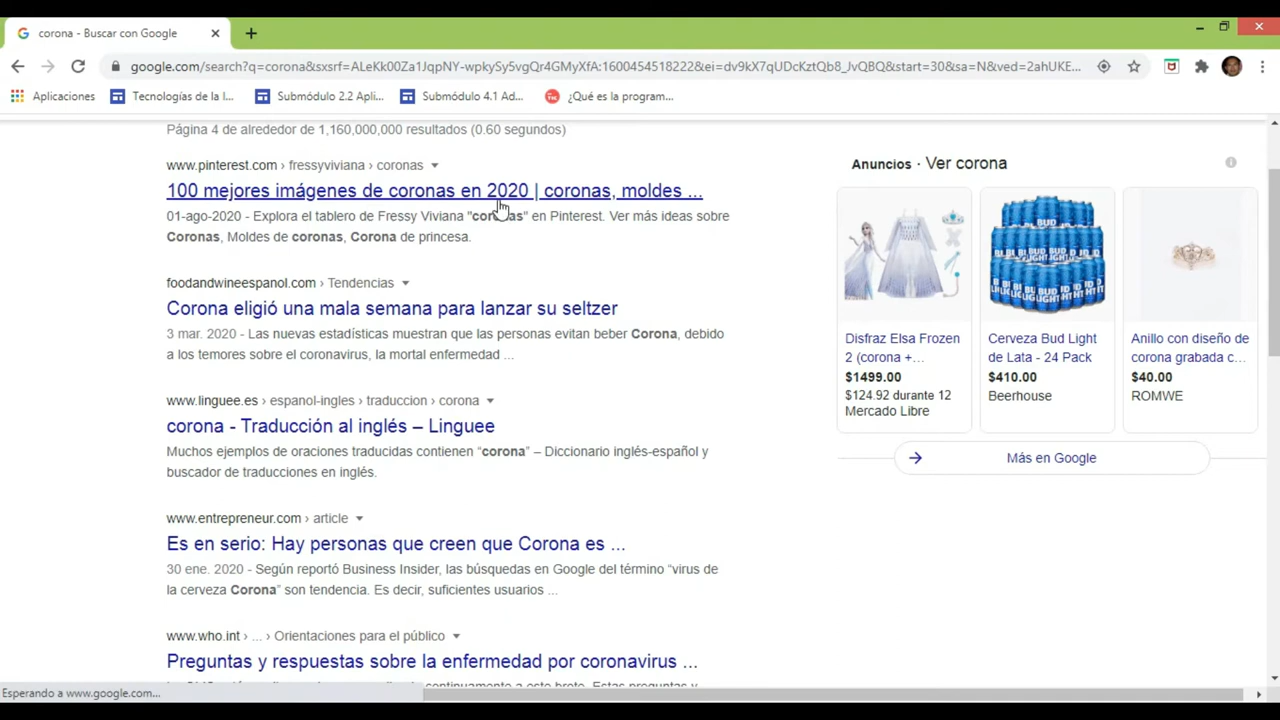 corona - Buscar con Google
google.com/search?q=corona&sxsrf=ALeKk00Za1JqpNY-wpkySy5vgQr4GMyXfA:1600454518222&ei=dv9kX7qUDcKztQb8_JvQBQ&start=30&sa=N&ved=2ahUKE...
Aplicaciones
Tecnologías de la I...
Submódulo 2.2 Apli...
Submódulo 4.1 Ad...
¿Qué es la program...
Página 4 de alrededor de 1,160,000,000 resultados (0.60 segundos)
www.pinterest.com › fressyviviana › coronas
100 mejores imágenes de coronas en 2020 | coronas, moldes ...
01-ago-2020 - Explora el tablero de Fressy Viviana "coronas" en Pinterest. Ver más ideas sobre
Coronas, Moldes de coronas, Corona de princesa.
foodandwineespanol.com › Tendencias
Corona eligió una mala semana para lanzar su seltzer
3 mar. 2020 - Las nuevas estadísticas muestran que las personas evitan beber Corona, debido
a los temores sobre el coronavirus, la mortal enfermedad ...
www.linguee.es › espanol-ingles › traduccion › corona
corona - Traducción al inglés – Linguee
Muchos ejemplos de oraciones traducidas contienen “corona” – Diccionario inglés-español y
buscador de traducciones en inglés.
www.entrepreneur.com › article
Es en serio: Hay personas que creen que Corona es ...
30 ene. 2020 - Según reportó Business Insider, las búsquedas en Google del término “virus de
la cerveza Corona” son tendencia. Es decir, suficientes usuarios ...
www.who.int › ... › Orientaciones para el público
Preguntas y respuestas sobre la enfermedad por coronavirus ...
Anuncios · Ver corona
BUD LIGHT
Disfraz Elsa Frozen
2 (corona +...
$1499.00
$124.92 durante 12
Mercado Libre
Cerveza Bud Light
de Lata - 24 Pack
$410.00
Beerhouse
Anillo con diseño de
corona grabada c...
$40.00
ROMWE
Más en Google
Esperando a www.google.com...